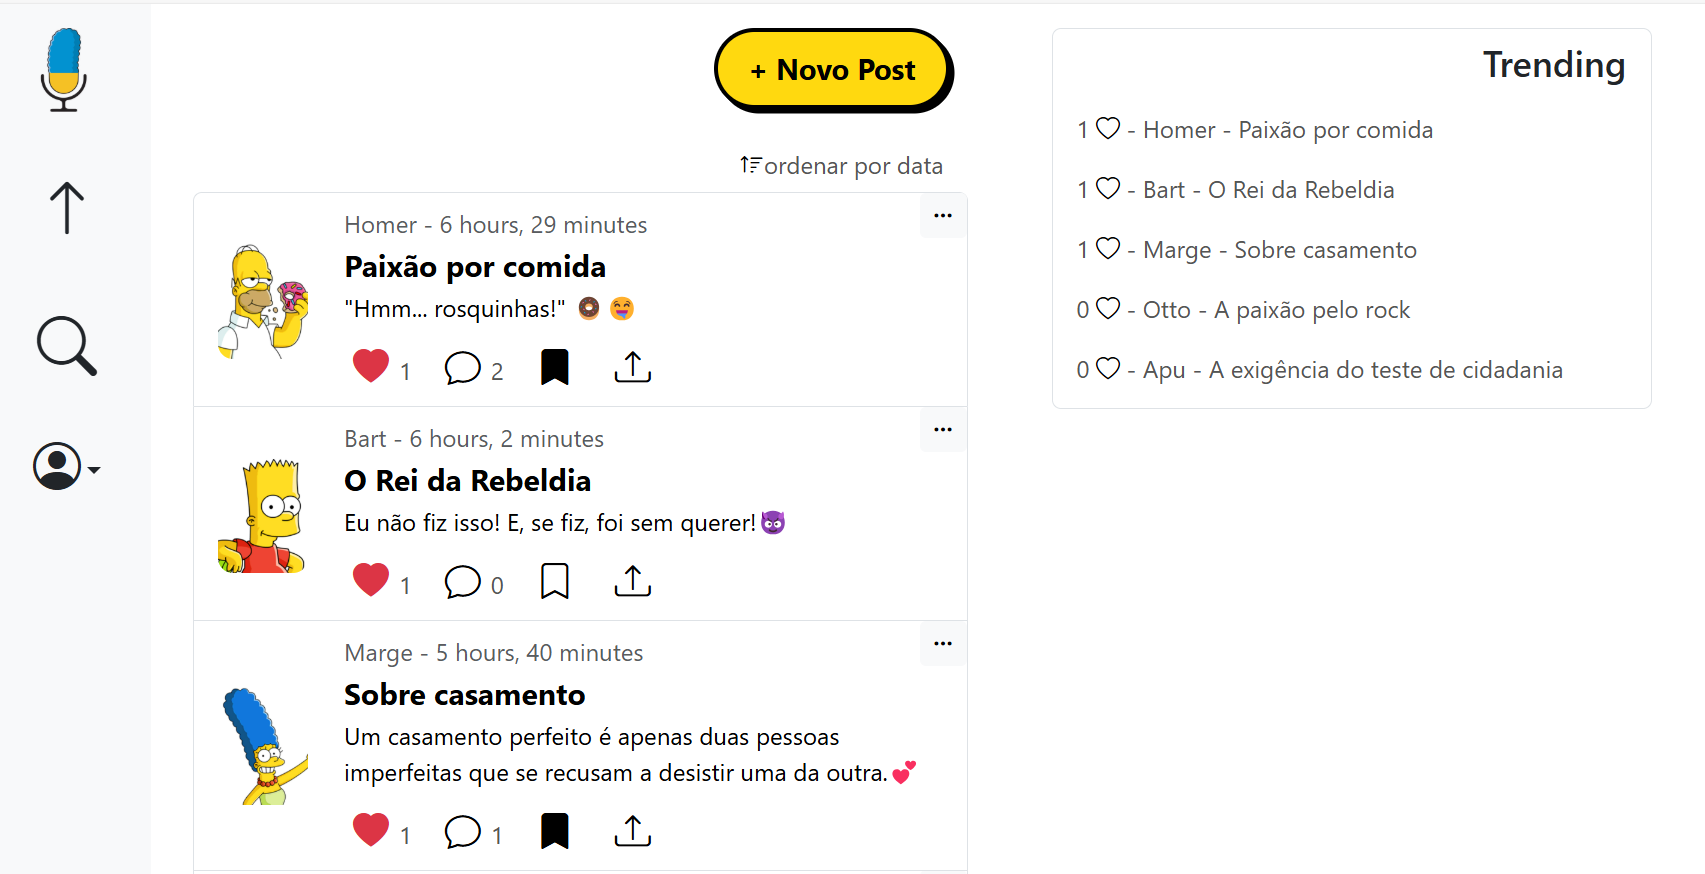 + Novo Post
ordenar por data
Homer - 6 hours, 29 minutes
Paixão por comida
"Hmm... rosquinhas!" 🍩 🤤
1 2
Bart - 6 hours, 2 minutes
O Rei da Rebeldia
Eu não fiz isso! E, se fiz, foi sem querer!😈
1 0
Marge - 5 hours, 40 minutes
Sobre casamento
Um casamento perfeito é apenas duas pessoas
imperfeitas que se recusam a desistir uma da outra.💕
1 1
Trending
1 ♡ - Homer - Paixão por comida
1 ♡ - Bart - O Rei da Rebeldia
1 ♡ - Marge - Sobre casamento
0 ♡ - Otto - A paixão pelo rock
0 ♡ - Apu - A exigência do teste de cidadania